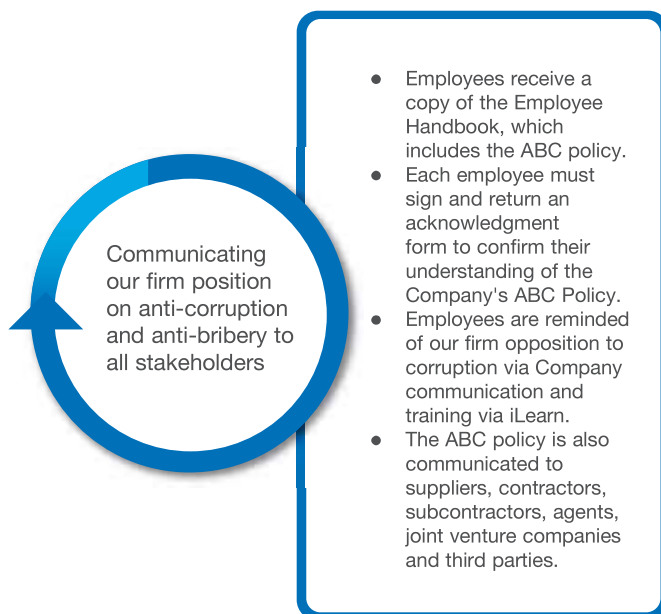 Communicating
our firm position
on anti-corruption
and anti-bribery to
all stakeholders
● Employees receive a
copy of the Employee
Handbook, which
includes the ABC policy.
● Each employee must
sign and return an
acknowledgment
form to confirm their
understanding of the
Company's ABC Policy.
● Employees are reminded
of our firm opposition to
corruption via Company
communication and
training via iLearn.
● The ABC policy is also
communicated to
suppliers, contractors,
subcontractors, agents,
joint venture companies
and third parties.